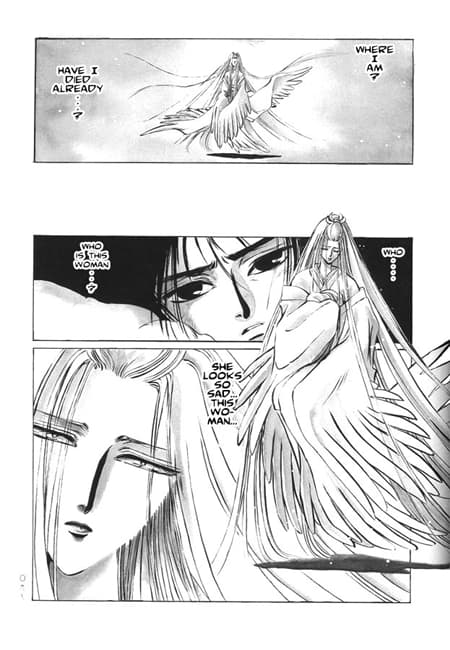 WHERE
I AM?
HAVE I
DIED
ALREADY
...?
WHO
....
WHO
IS THIS
WOMAN
...?
SHE
LOOKS
SO
SAD...
THIS
WO-
MAN...